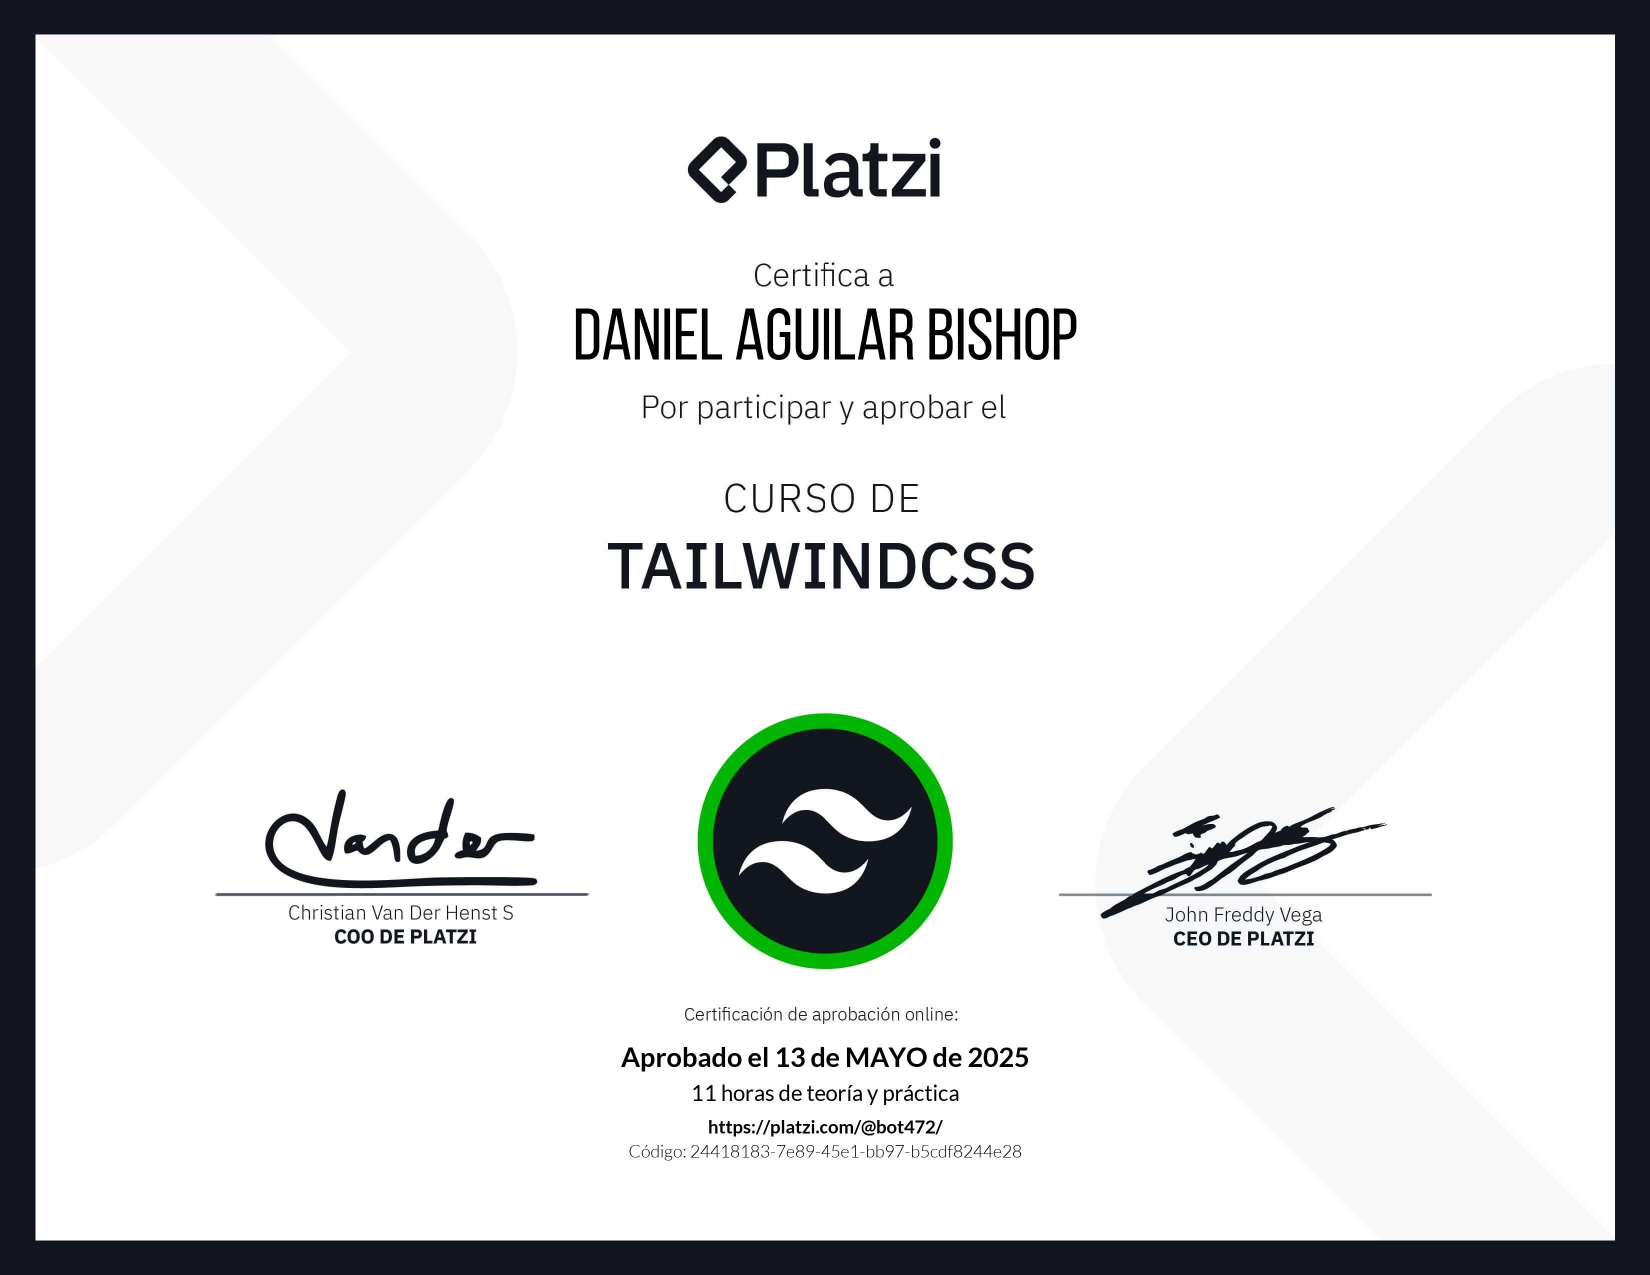 Platzi
Certifica a
DANIEL AGUILAR BISHOP
Por participar y aprobar el
CURSO DE
TAILWINDCSS
Vander
Christian Van Der Henst S
COO DE PLATZI
John Freddy Vega
CEO DE PLATZI
Certificación de aprobación online:
Aprobado el 13 de MAYO de 2025
11 horas de teoría y práctica
https://platzi.com/@bot472/
Código: 24418183-7e89-45e1-bb97-b5cdf8244e28